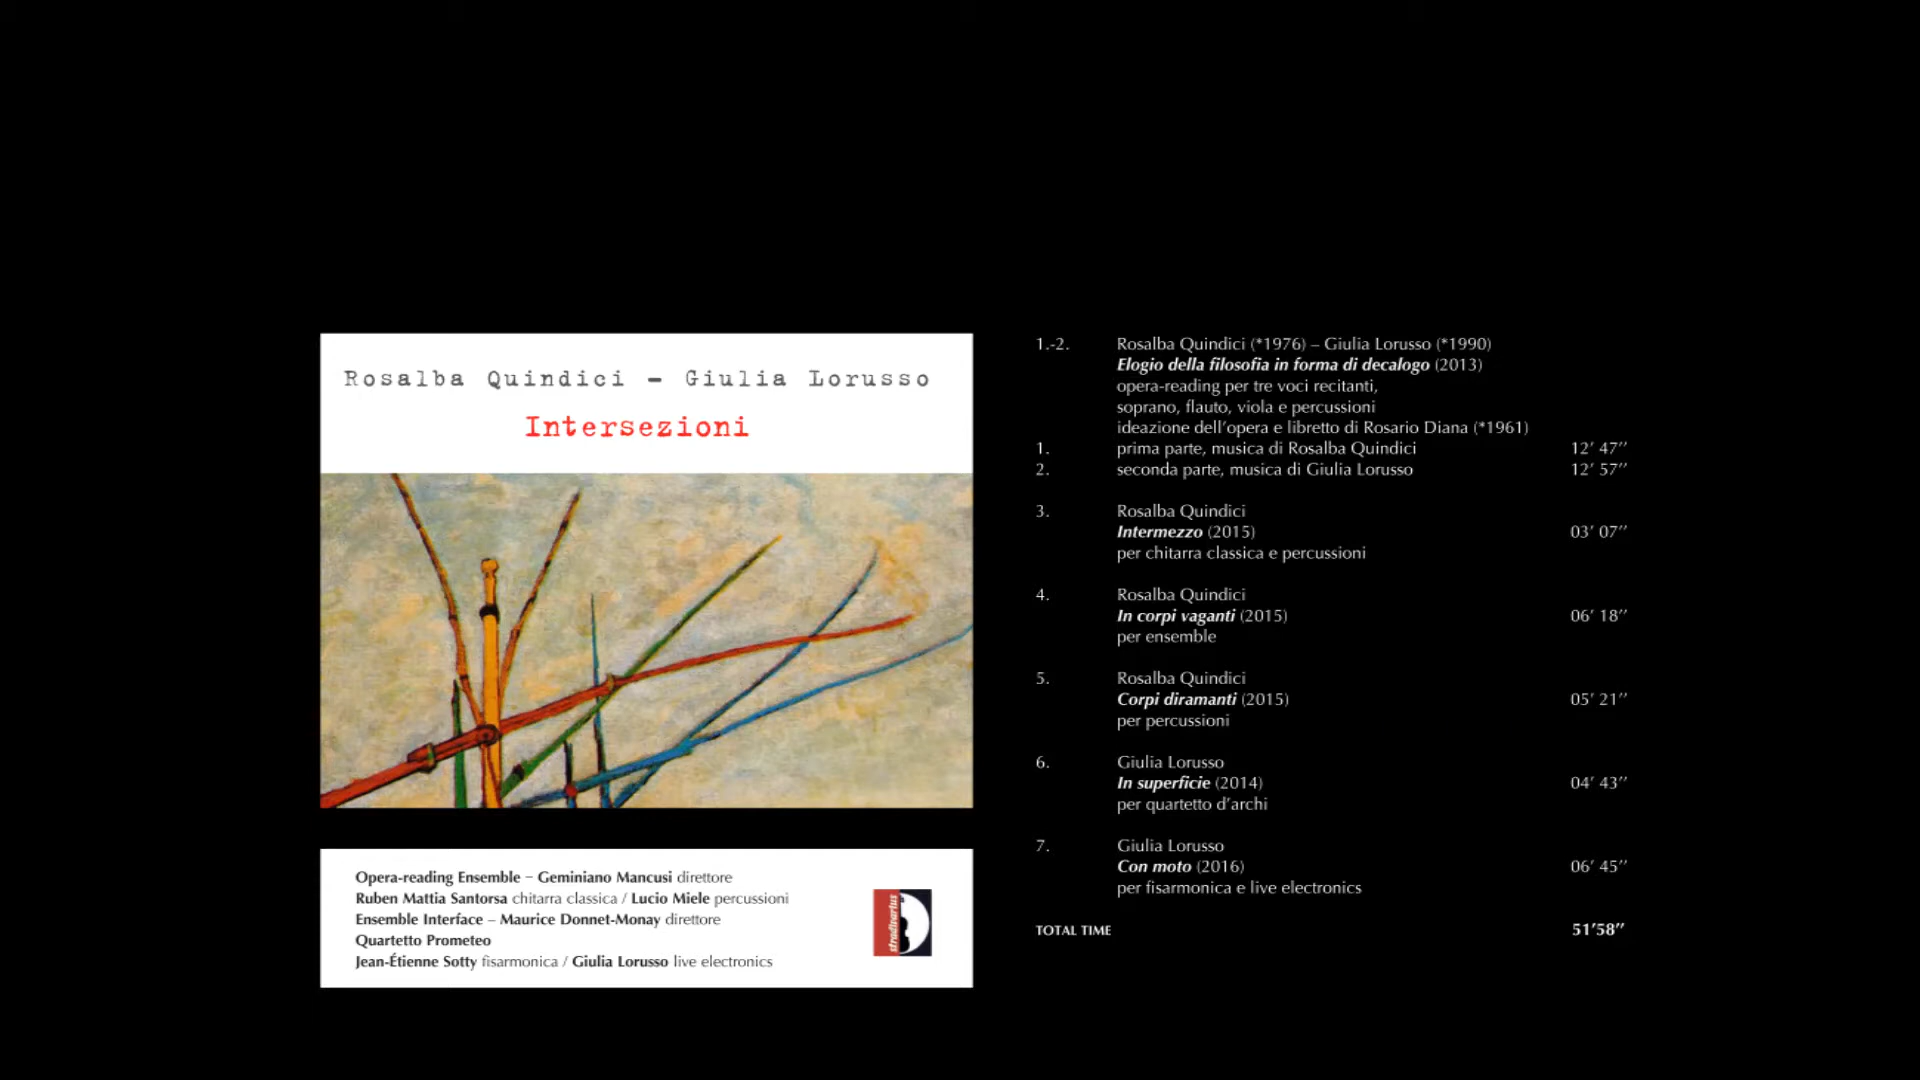 Rosalba Quindici – Giulia Lorusso
Intersezioni
Opera-reading Ensemble – Geminiano Mancusi direttore
Ruben Mattia Santorsa chitarra classica / Lucio Miele percussioni
Ensemble Interface – Maurice Donnet-Monay direttore
Quartetto Prometeo
Jean-Étienne Sotty fisarmonica / Giulia Lorusso live electronics
stradivarius
1.-2. Rosalba Quindici (*1976) – Giulia Lorusso (*1990)
Elogio della filosofia in forma di decalogo (2013)
opera-reading per tre voci recitanti,
soprano, flauto, viola e percussioni
ideazione dell’opera e libretto di Rosario Diana (*1961)
1. prima parte, musica di Rosalba Quindici 12’ 47’’
2. seconda parte, musica di Giulia Lorusso 12’ 57’’
3. Rosalba Quindici
Intermezzo (2015) 03’ 07’’
per chitarra classica e percussioni
4. Rosalba Quindici
In corpi vaganti (2015) 06’ 18’’
per ensemble
5. Rosalba Quindici
Corpi diramanti (2015) 05’ 21’’
per percussioni
6. Giulia Lorusso
In superficie (2014) 04’ 43’’
per quartetto d’archi
7. Giulia Lorusso
Con moto (2016) 06’ 45’’
per fisarmonica e live electronics
TOTAL TIME 51’58’’